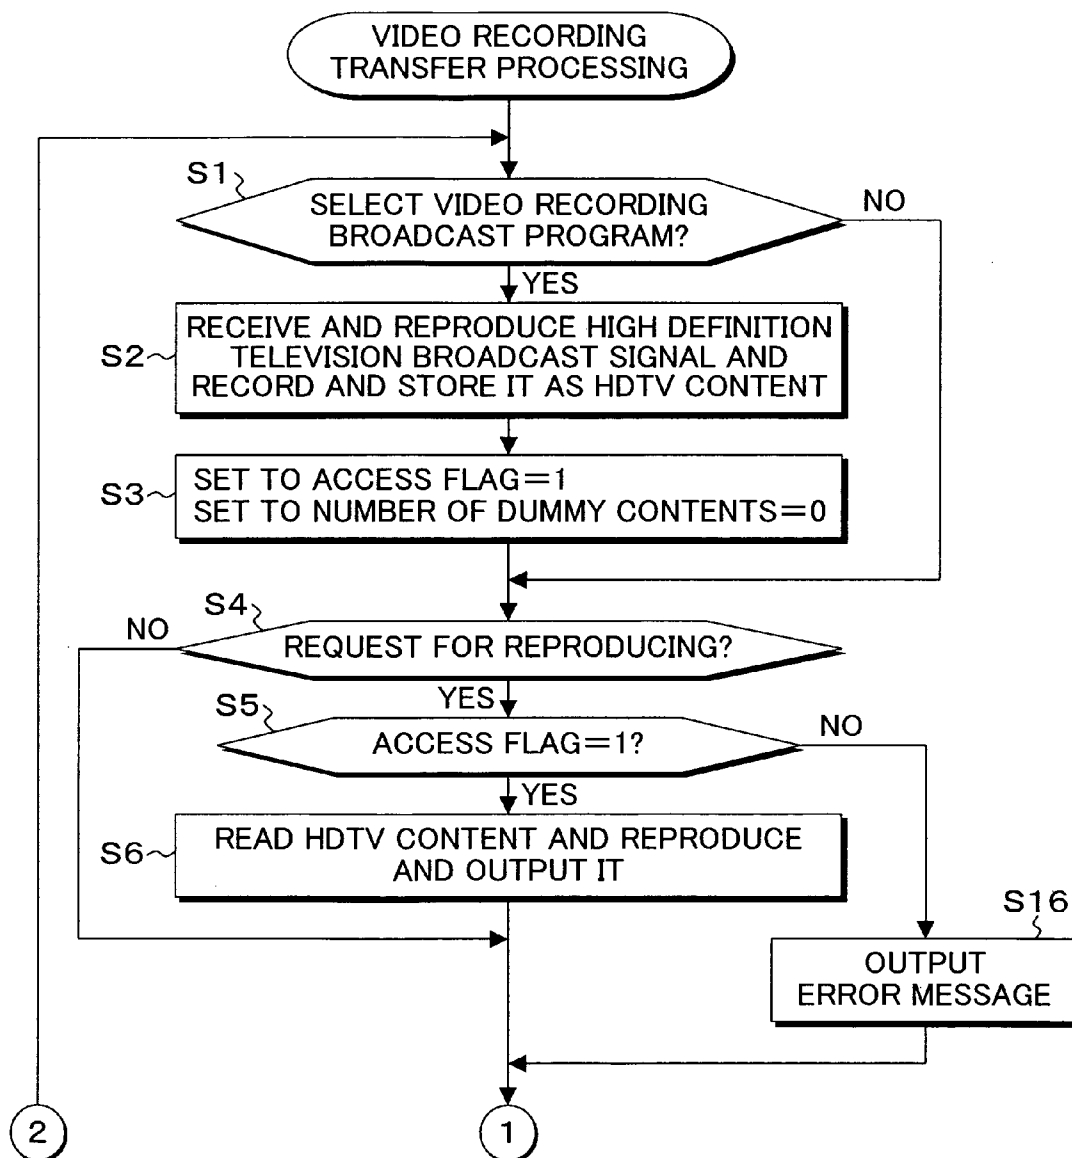 VIDEO RECORDING
TRANSFER PROCESSING
S1
SELECT VIDEO RECORDING
BROADCAST PROGRAM?
NO
YES
S2
RECEIVE AND REPRODUCE HIGH DEFINITION
TELEVISION BROADCAST SIGNAL AND
RECORD AND STORE IT AS HDTV CONTENT
S3
SET TO ACCESS FLAG=1
SET TO NUMBER OF DUMMY CONTENTS=0
S4
NO
REQUEST FOR REPRODUCING?
YES
S5
ACCESS FLAG=1?
NO
YES
S6
READ HDTV CONTENT AND REPRODUCE
AND OUTPUT IT
S16
OUTPUT
ERROR MESSAGE
2
1